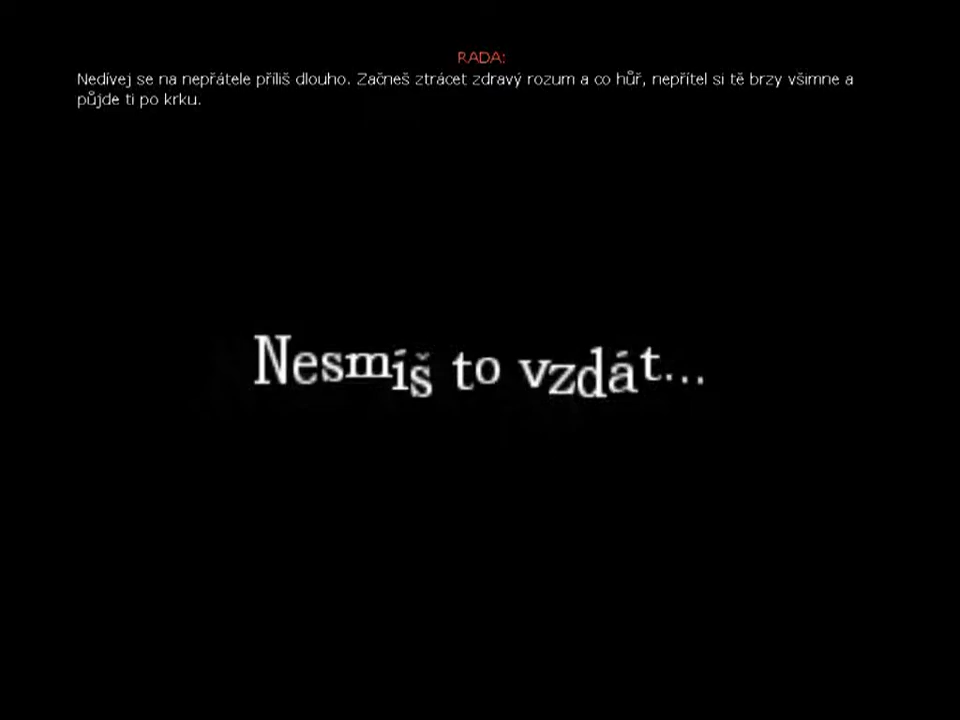 RADA:
Nedívej se na nepřátele příliš dlouho. Začneš ztrácet zdravý rozum a co hůř, nepřítel si tě brzy všimne a
půjde ti po krku.
Nesmíš to vzdát...